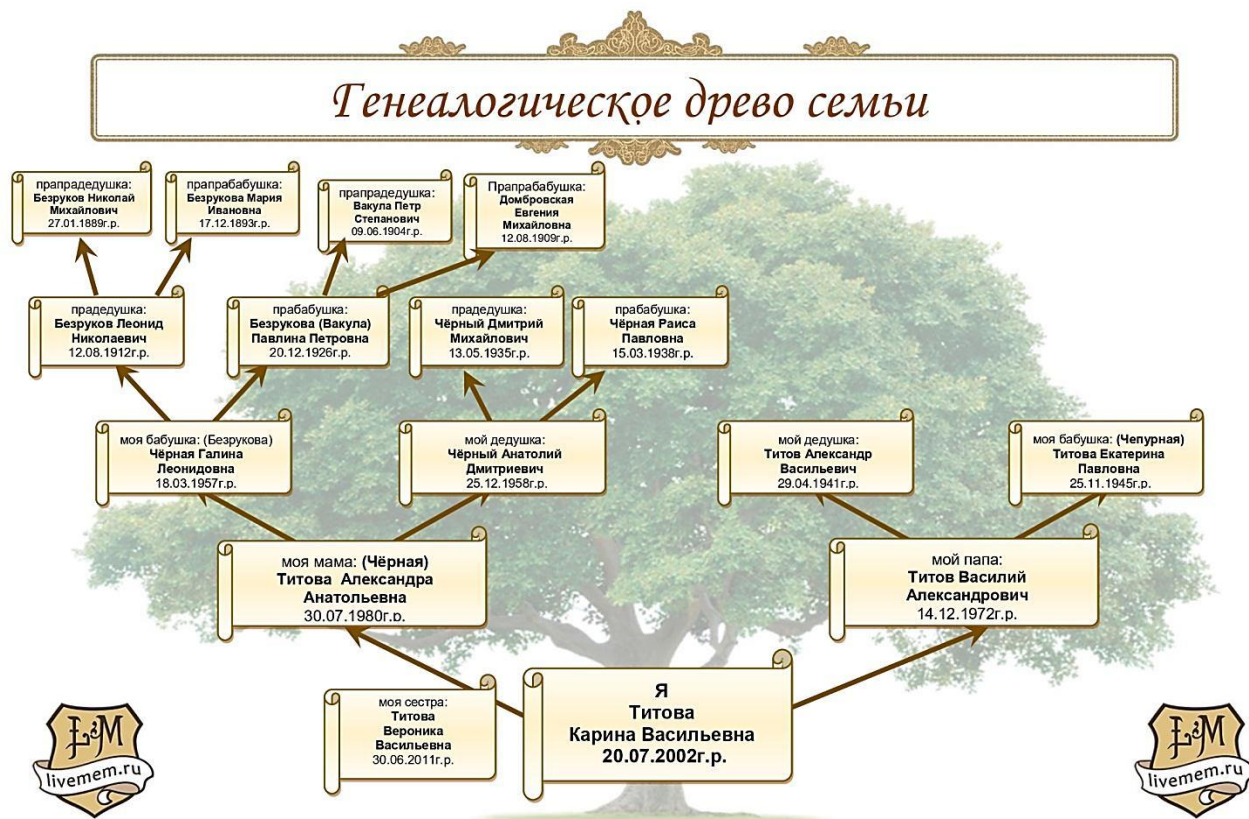 Генеалогическое древо семьи
прапрадедушка:
Безруков Николай
Михайлович
27.01.1889г.р.
прапрабабушка:
Безрукова Мария
Ивановна
17.12.1893г.р.
прапрадедушка:
Вакула Петр
Степанович
09.06.1904г.р.
Прапрабабушка:
Домбровская
Евгения
Михайловна
12.08.1909г.р.
прадедушка:
Безруков Леонид
Николаевич
12.08.1912г.р.
прабабушка:
Безрукова (Вакула)
Павлина Петровна
20.12.1926г.р.
прадедушка:
Чёрный Дмитрий
Михайлович
13.05.1935г.р.
прабабушка:
Чёрная Раиса
Павловна
15.03.1938г.р.
моя бабушка: (Безрукова)
Чёрная Галина
Леонидовна
18.03.1957г.р.
мой дедушка:
Чёрный Анатолий
Дмитриевич
25.12.1958г.р.
мой дедушка:
Титов Александр
Васильевич
29.04.1941г.р.
моя бабушка: (Чепурная)
Титова Екатерина
Павловна
25.11.1945г.р.
моя мама: (Чёрная)
Титова Александра
Анатольевна
30.07.1980г.р.
мой папа:
Титов Василий
Александрович
14.12.1972г.р.
моя сестра:
Титова
Вероника
Васильевна
30.06.2011г.р.
Я
Титова
Карина Васильевна
20.07.2002г.р.
L&M
livemem.ru
L&M
livemem.ru